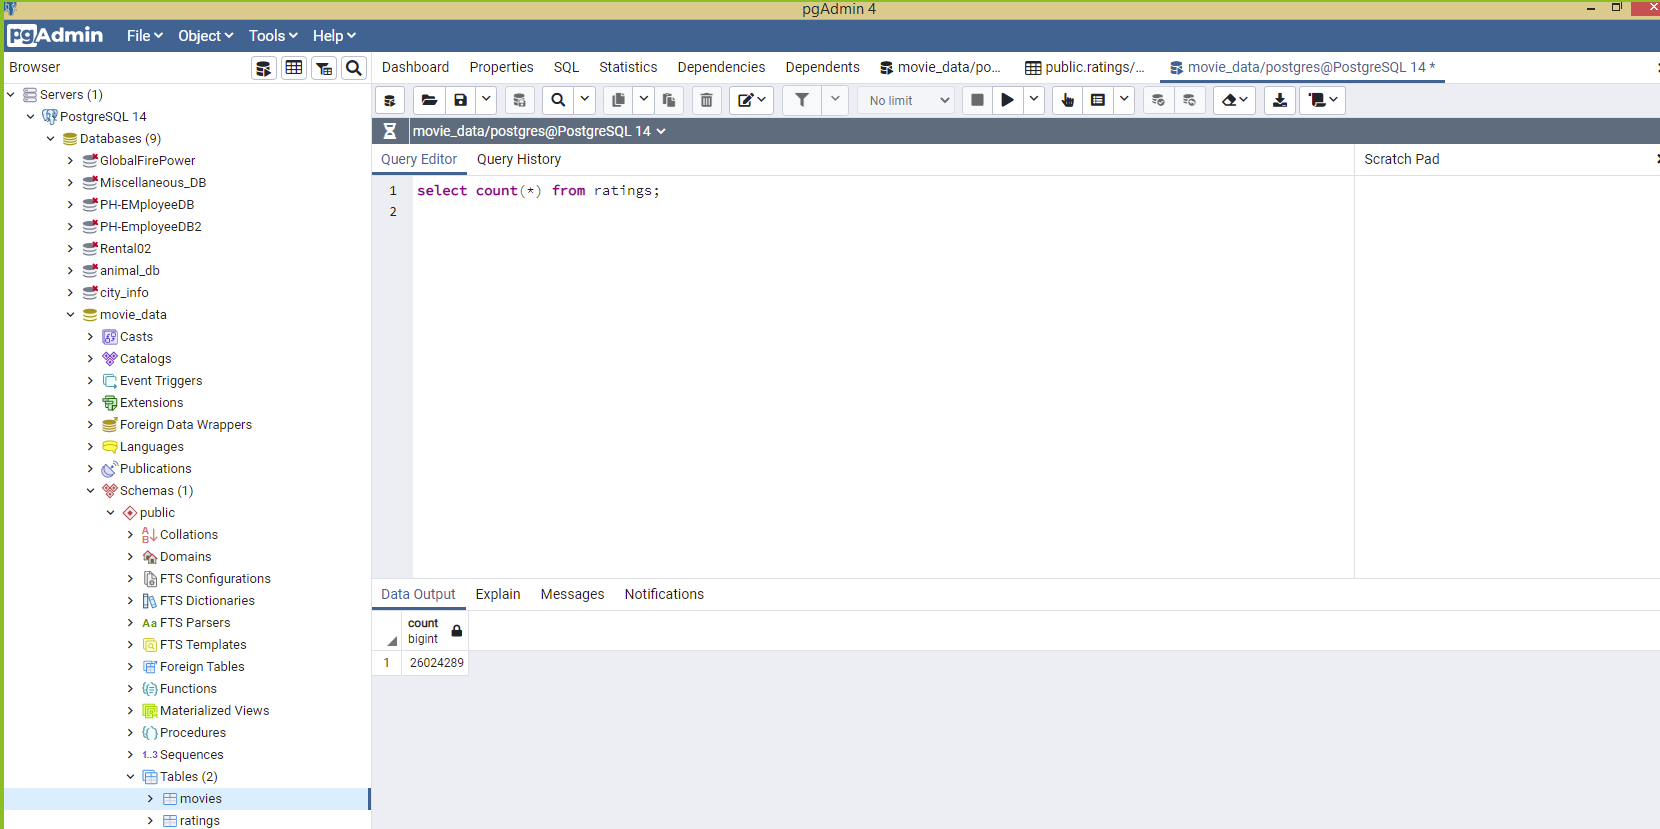 pgAdmin 4
pgAdmin File Object Tools Help
Browser
Dashboard Properties SQL Statistics Dependencies Dependents movie_data/po... public.ratings/... movie_data/postgres@PostgreSQL 14 *
No limit
movie_data/postgres@PostgreSQL 14
Query Editor Query History
Scratch Pad
1 select count(*) from ratings;
2
Data Output Explain Messages Notifications
count
bigint
1 26024289
Servers (1)
PostgreSQL 14
Databases (9)
GlobalFirePower
Miscellaneous_DB
PH-EMployeeDB
PH-EmployeeDB2
Rental02
animal_db
city_info
movie_data
Casts
Catalogs
Event Triggers
Extensions
Foreign Data Wrappers
Languages
Publications
Schemas (1)
public
Collations
Domains
FTS Configurations
FTS Dictionaries
Aa FTS Parsers
FTS Templates
Foreign Tables
Functions
Materialized Views
Procedures
1..3 Sequences
Tables (2)
movies
ratings